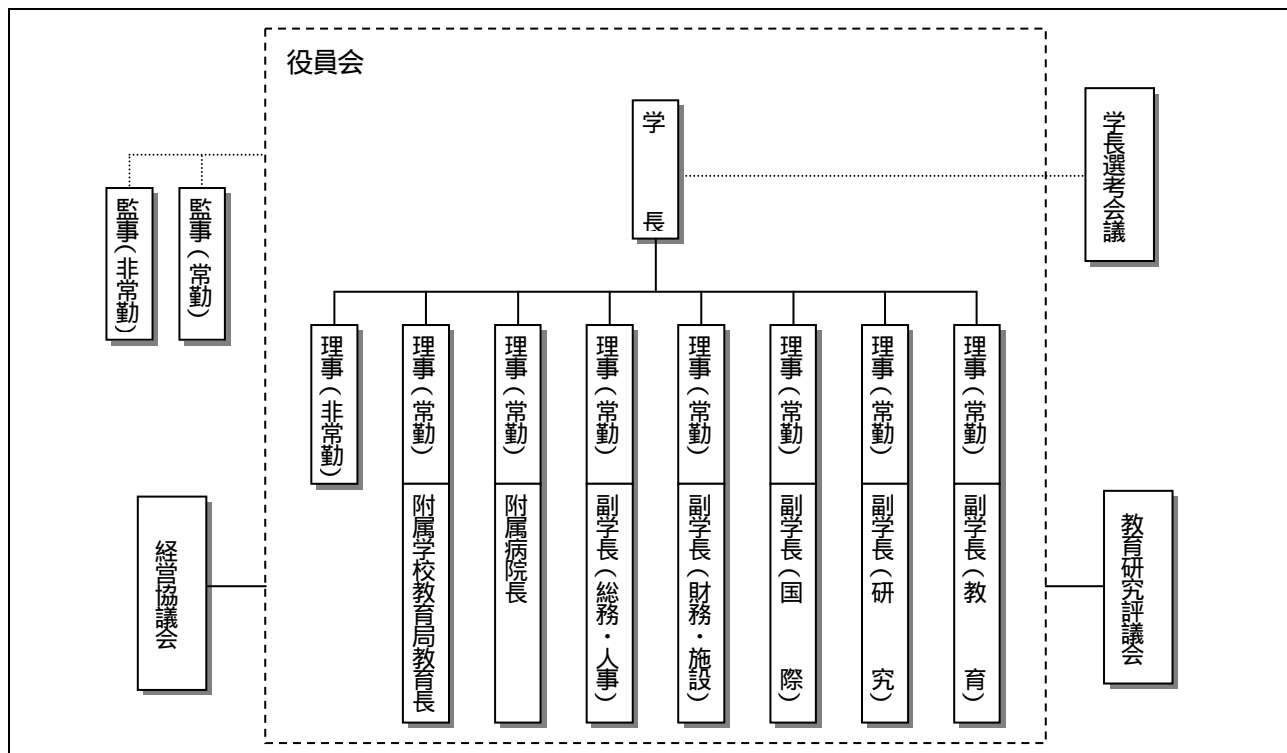 役員会
学長
学長選考会議
監事(常勤)
監事(非常勤)
理事(常勤)
副学長(教育)
理事(常勤)
副学長(研究)
理事(常勤)
副学長(国際)
理事(常勤)
副学長(財務・施設)
理事(常勤)
副学長(総務・人事)
理事(常勤)
附属病院長
理事(常勤)
附属学校教育局教育長
理事(非常勤)
教育研究評議会
経営協議会